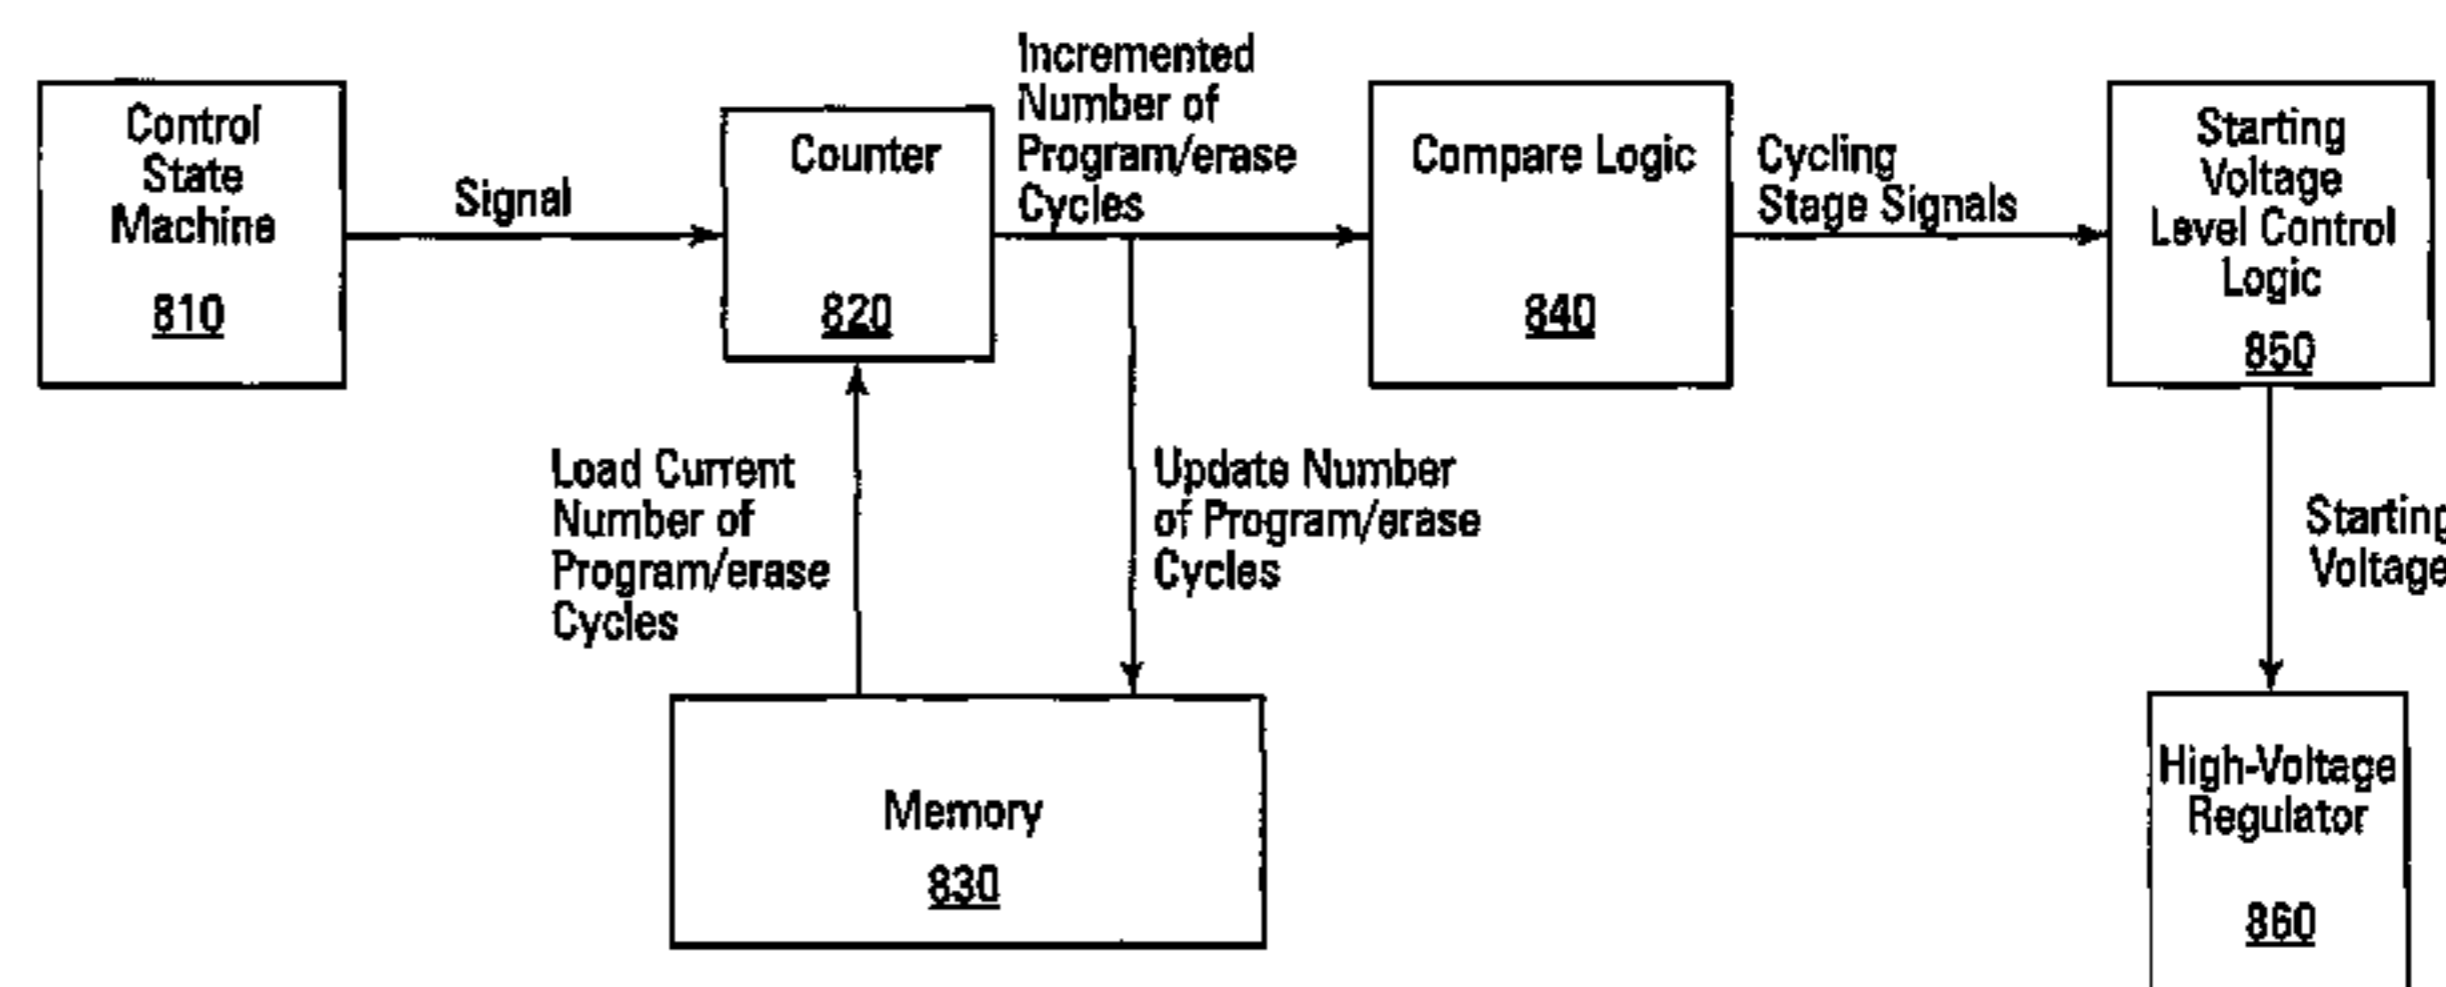 Control
State
Machine
810
Signal
Counter
820
Incremented
Number of
Program/erase
Cycles
Compare Logic
840
Cycling
Stage Signals
Starting
Voltage
Level Control
Logic
850
Load Current
Number of
Program/erase
Cycles
Update Number
of Program/erase
Cycles
Starting
Voltage
Memory
830
High-Voltage
Regulator
860